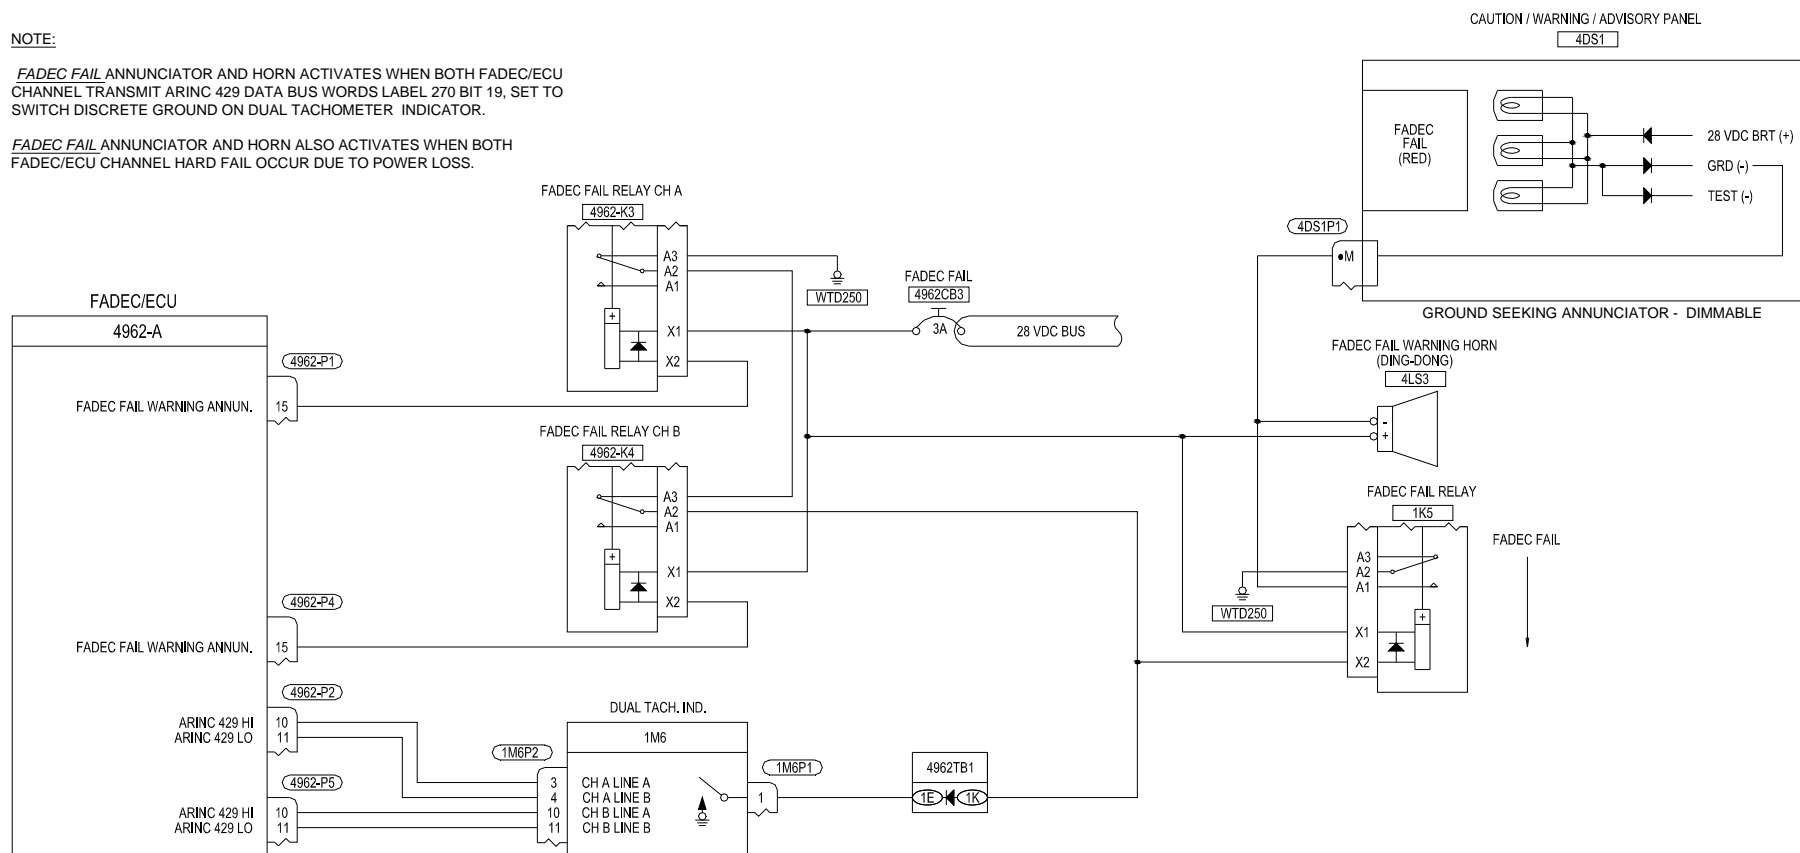 CAUTION / WARNING / ADVISORY PANEL
4DS1
NOTE:
FADEC FAIL ANNUNCIATOR AND HORN ACTIVATES WHEN BOTH FADEC/ECU
CHANNEL TRANSMIT ARINC 429 DATA BUS WORDS LABEL 270 BIT 19, SET TO
SWITCH DISCRETE GROUND ON DUAL TACHOMETER INDICATOR.
FADEC FAIL ANNUNCIATOR AND HORN ALSO ACTIVATES WHEN BOTH
FADEC/ECU CHANNEL HARD FAIL OCCUR DUE TO POWER LOSS.
FADEC
FAIL
(RED)
28 VDC BRT (+)
GRD (-)
TEST (-)
4DS1P1
M
GROUND SEEKING ANNUNCIATOR - DIMMABLE
FADEC FAIL RELAY CH A
4962-K3
A3
A2
A1
+
X1
X2
WTD250
FADEC FAIL
4962CB3
3A
28 VDC BUS
FADEC/ECU
4962-A
4962-P1
FADEC FAIL WARNING ANNUN.
15
FADEC FAIL WARNING HORN
(DING-DONG)
4LS3
-
+
FADEC FAIL RELAY CH B
4962-K4
A3
A2
A1
+
X1
X2
FADEC FAIL RELAY
1K5
A3
A2
A1
+
X1
X2
WTD250
FADEC FAIL
4962-P4
FADEC FAIL WARNING ANNUN.
15
4962-P2
ARINC 429 HI
10
ARINC 429 LO
11
4962-P5
ARINC 429 HI
10
ARINC 429 LO
11
DUAL TACH. IND.
1M6
1M6P2
3
CH A LINE A
4
CH A LINE B
10
CH B LINE A
11
CH B LINE B
1M6P1
1
4962TB1
1E
1K